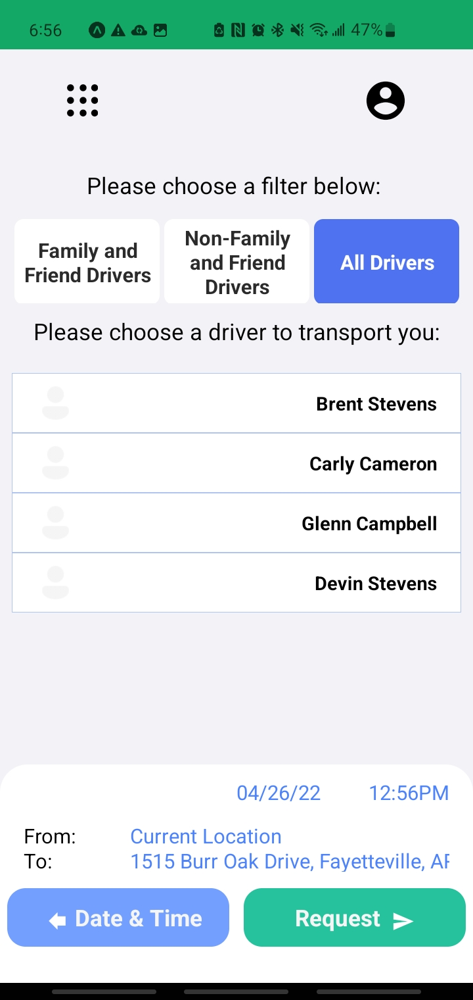 6:56 47%
Please choose a filter below:
Family and
Friend Drivers
Non-Family
and Friend
Drivers
All Drivers
Please choose a driver to transport you:
Brent Stevens
Carly Cameron
Glenn Campbell
Devin Stevens
04/26/22 12:56PM
From: Current Location
To: 1515 Burr Oak Drive, Fayetteville,
Date & Time
Request